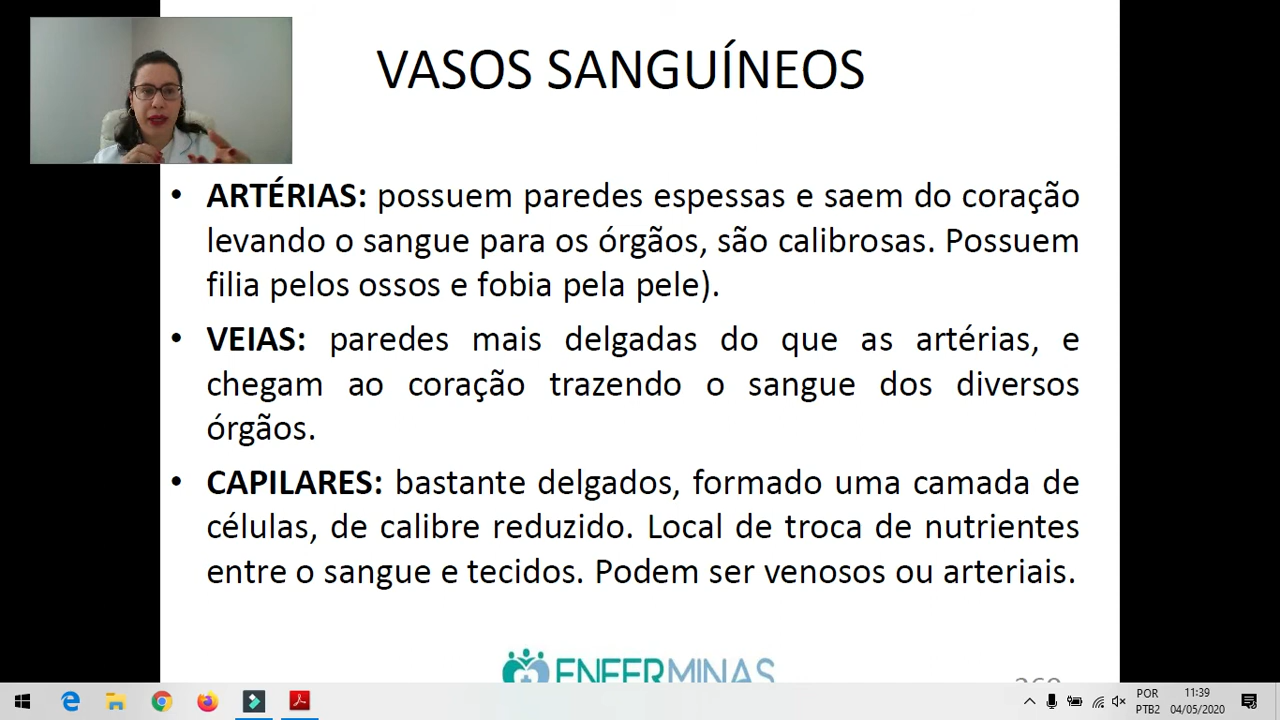 VASOS SANGUÍNEOS
• ARTÉRIAS: possuem paredes espessas e saem do coração
levando o sangue para os órgãos, são calibrosas. Possuem
filia pelos ossos e fobia pela pele).
• VEIAS: paredes mais delgadas do que as artérias, e
chegam ao coração trazendo o sangue dos diversos
órgãos.
• CAPILARES: bastante delgados, formado uma camada de
células, de calibre reduzido. Local de troca de nutrientes
entre o sangue e tecidos. Podem ser venosos ou arteriais.
ENFERMINAS
POR
PTB2
11:39
04/05/2020